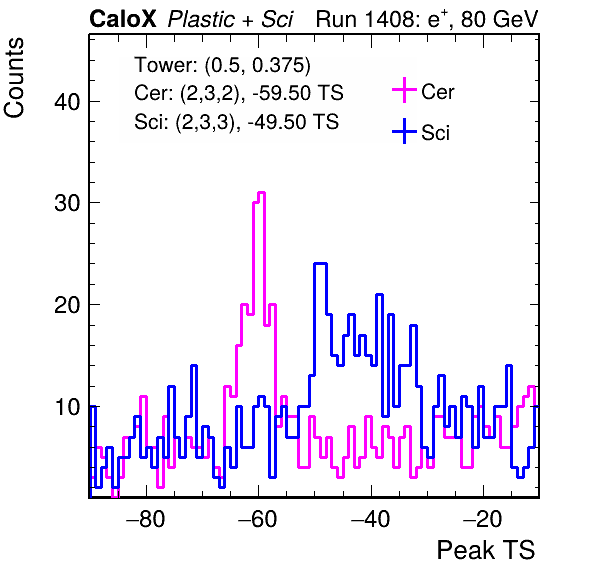 CaloX Plastic + Sci Run 1408: e+, 80 GeV
Counts
Tower: (0.5, 0.375)
Cer: (2,3,2), -59.50 TS
Sci: (2,3,3), -49.50 TS
Cer
Sci
40
30
20
10
−80 −60 −40 −20
Peak TS